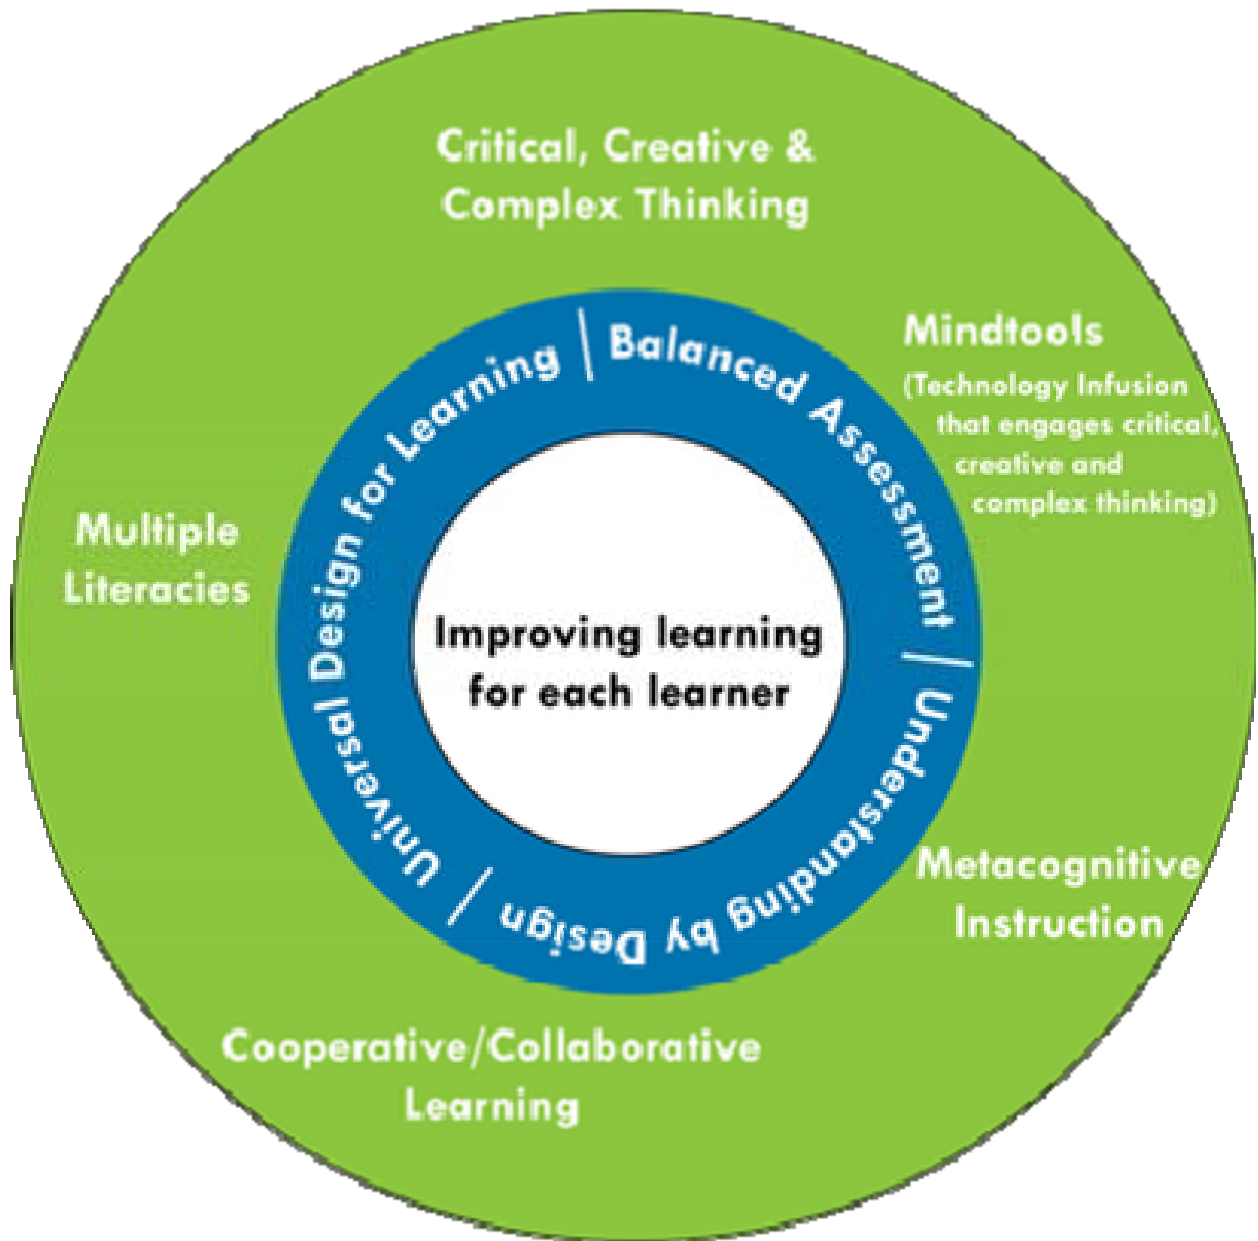 Critical, Creative &
Complex Thinking
Mindtools
(Technology Infusion
that engages critical,
creative and
complex thinking)
Multiple
Literacies
Universal Design for Learning | Balanced Assessment | Understanding by Design |
Improving learning
for each learner
Metacognitive
Instruction
Cooperative/Collaborative
Learning